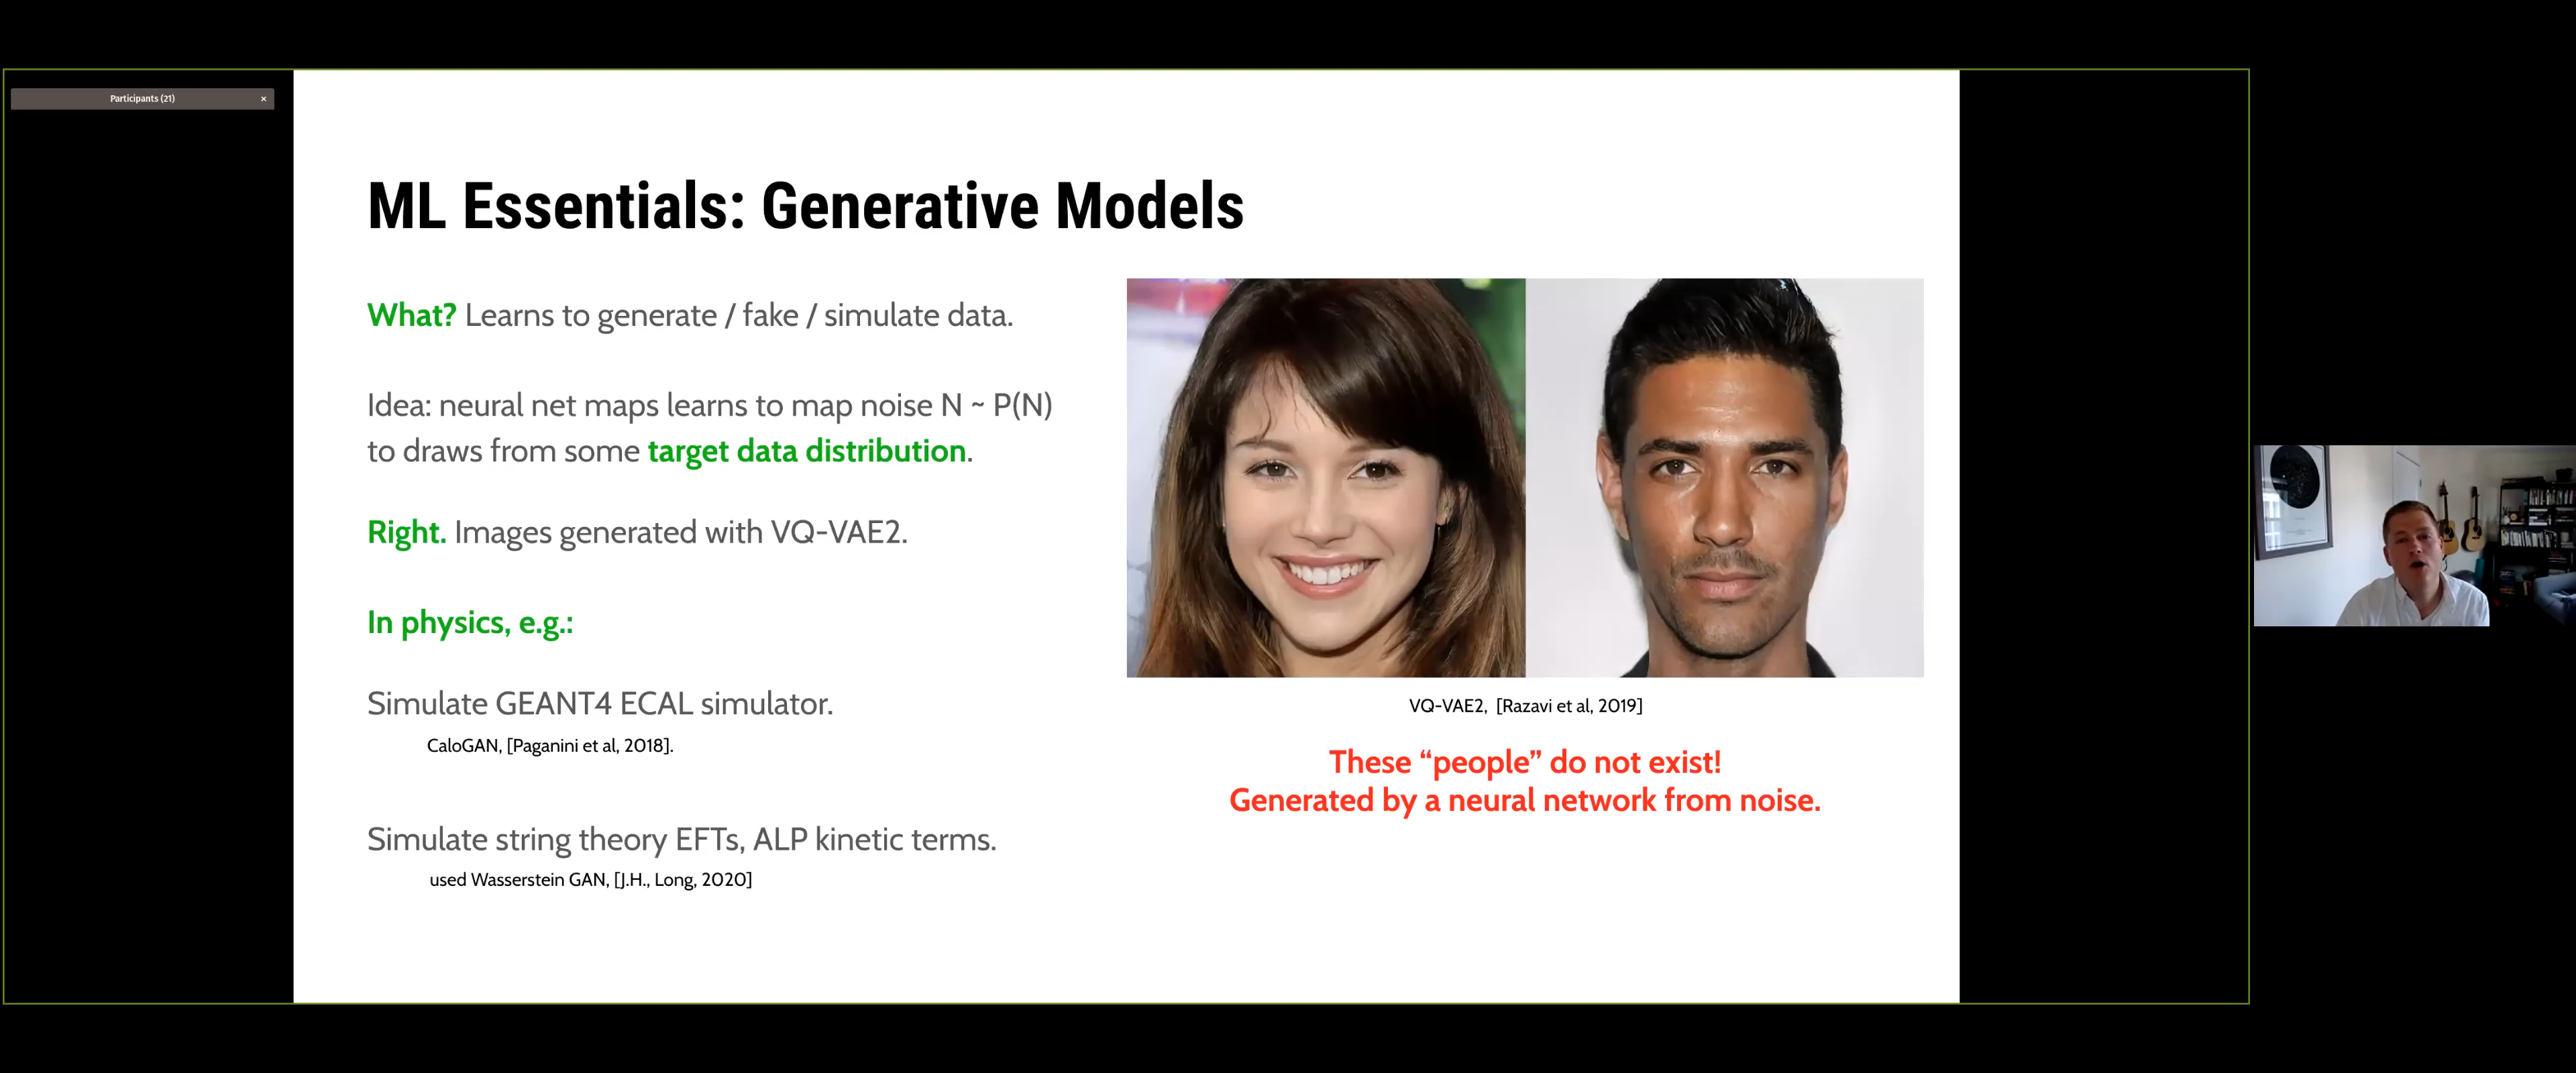 Participants (21)
×
ML Essentials: Generative Models
What? Learns to generate / fake / simulate data.
Idea: neural net maps learns to map noise N ~ P(N)
to draws from some target data distribution.
Right. Images generated with VQ-VAE2.
In physics, e.g.:
Simulate GEANT4 ECAL simulator.
CaloGAN, [Paganini et al, 2018].
Simulate string theory EFTs, ALP kinetic terms.
used Wasserstein GAN, [J.H., Long, 2020]
VQ-VAE2, [Razavi et al, 2019]
These “people” do not exist!
Generated by a neural network from noise.